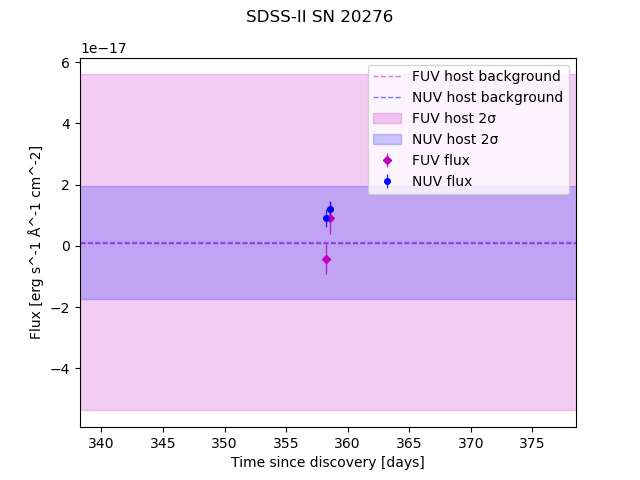 SDSS-II SN 20276
1e−17
FUV host background
NUV host background
FUV host 2σ
NUV host 2σ
FUV flux
NUV flux
6
4
2
0
−2
−4
Flux [erg s^-1 Å^-1 cm^-2]
340
345
350
355
360
365
370
375
Time since discovery [days]